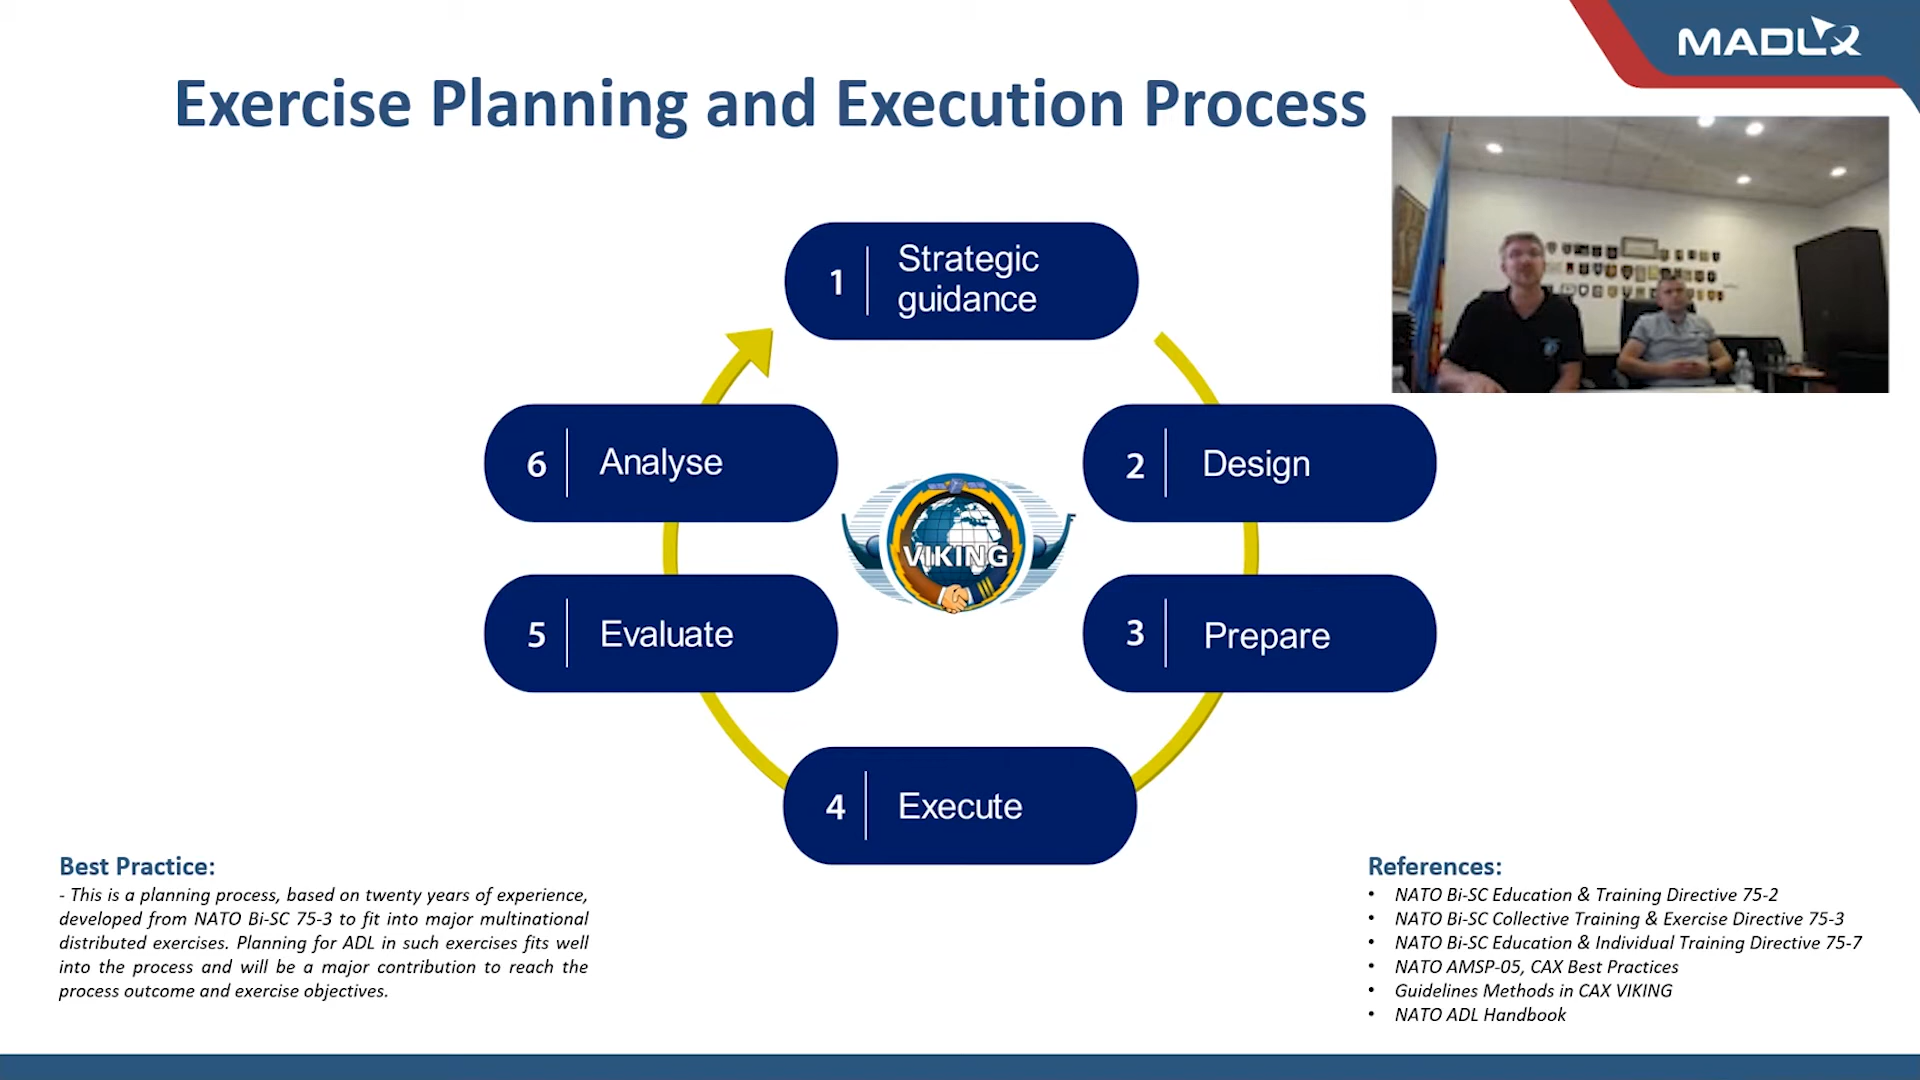 MADLx
Exercise Planning and Execution Process
1
Strategic
guidance
2
Design
3
Prepare
4
Execute
5
Evaluate
6
Analyse
VIKING
Best Practice:
- This is a planning process, based on twenty years of experience,
developed from NATO Bi-SC 75-3 to fit into major multinational
distributed exercises. Planning for ADL in such exercises fits well
into the process and will be a major contribution to reach the
process outcome and exercise objectives.
References:
• NATO Bi-SC Education & Training Directive 75-2
• NATO Bi-SC Collective Training & Exercise Directive 75-3
• NATO Bi-SC Education & Individual Training Directive 75-7
• NATO AMSP-05, CAX Best Practices
• Guidelines Methods in CAX VIKING
• NATO ADL Handbook